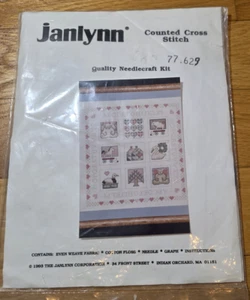 janlynn®
Counted Cross
Stitch
77.629
Quality Needlecraft Kit
CONTAINS: EVEN WEAVE FABRIC • COTTON FLOSS • NEEDLE • GRAPH • INSTRUCTIONS
THE JANLYNN CORPORATION • 34 FRONT STREET • INDIAN ORCHARD, MA 01151